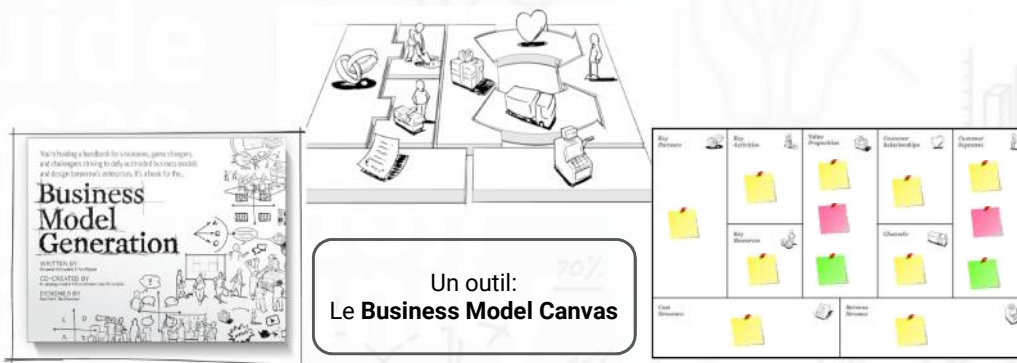 You're holding a handbook for visionaries, game changers,
and challengers striving to defy outmoded business models
and design tomorrow's enterprises. It's a book for the...
Business
Model
Generation
WRITTEN BY
CO-CREATED BY
DESIGNED BY
Un outil:
Le Business Model Canvas
Key
Partners
Key
Activities
Value
Proposition
Customer
Relationships
Customer
Segments
Key
Resources
Channels
Cost
Structure
Revenue
Streams
70%